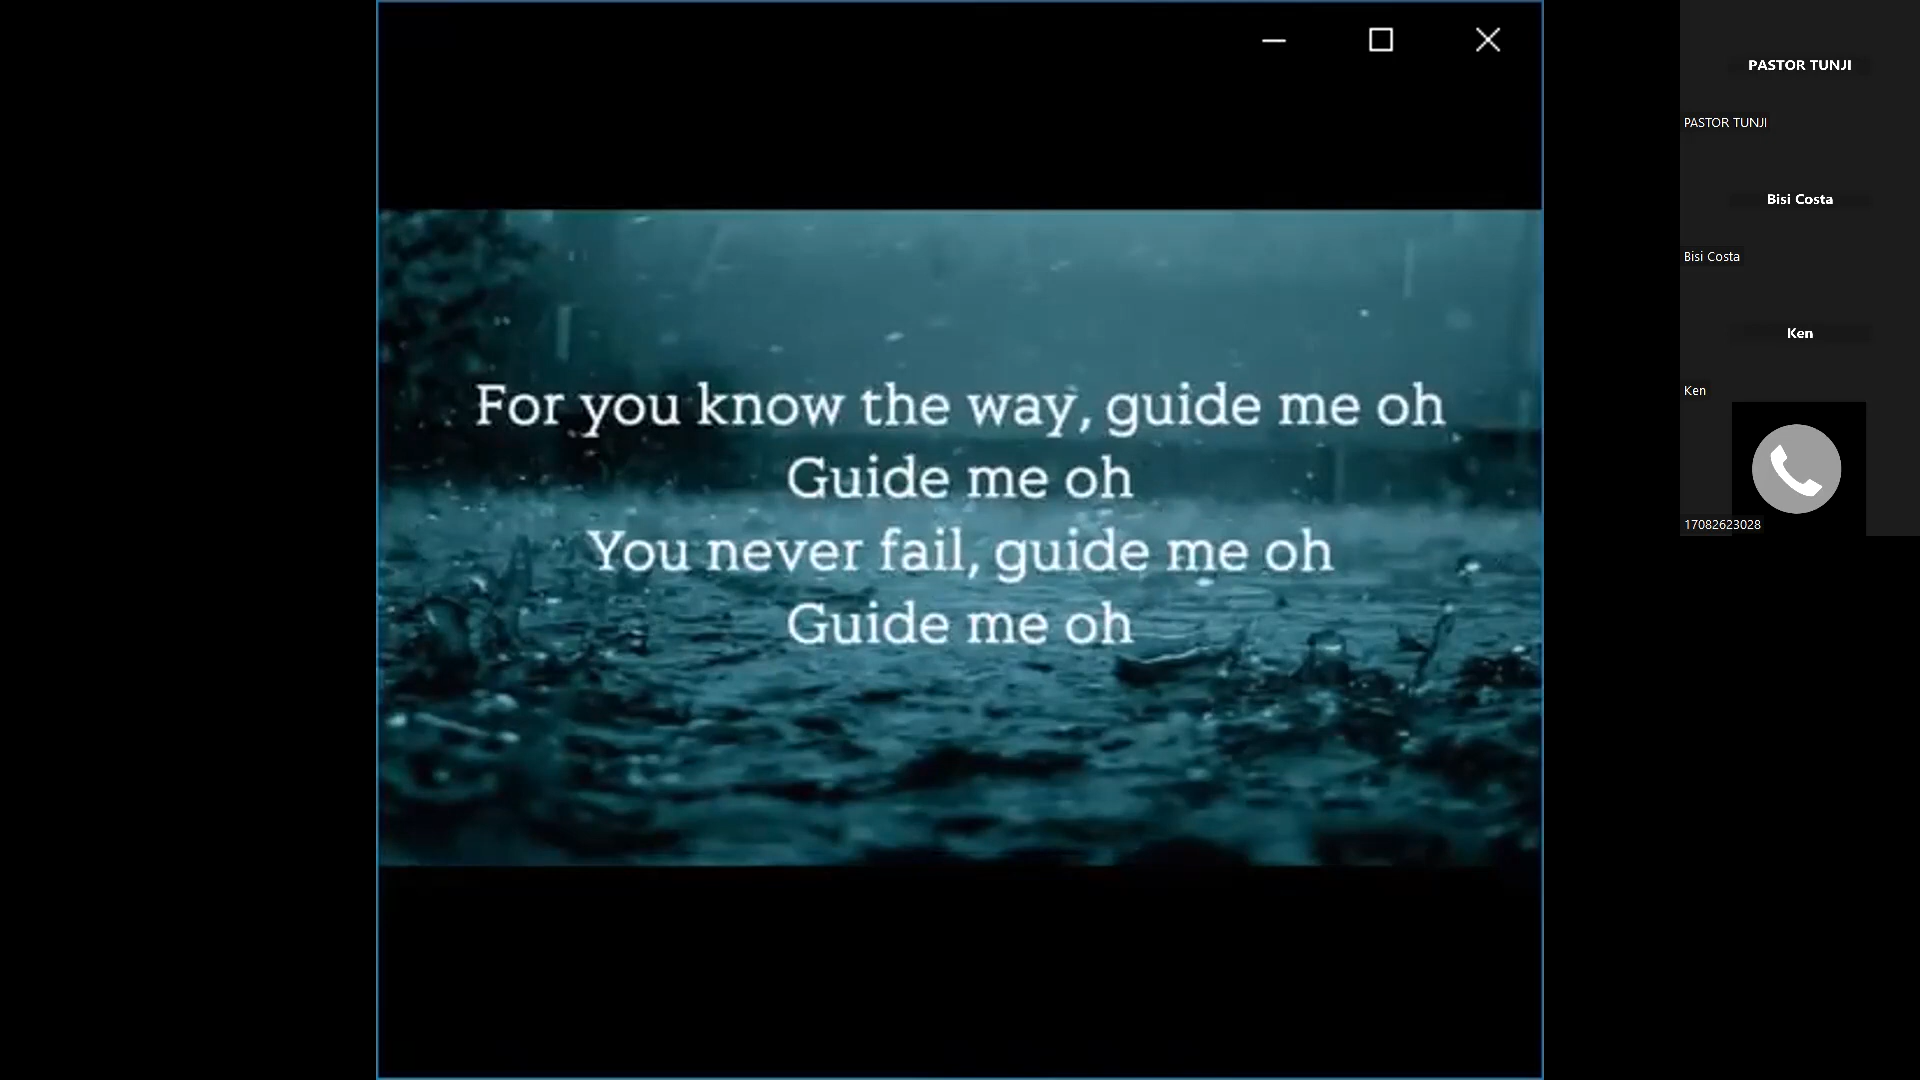 For you know the way, guide me oh
Guide me oh
You never fail, guide me oh
Guide me oh
PASTOR TUNJI
PASTOR TUNJI
Bisi Costa
Bisi Costa
Ken
Ken
17082623028